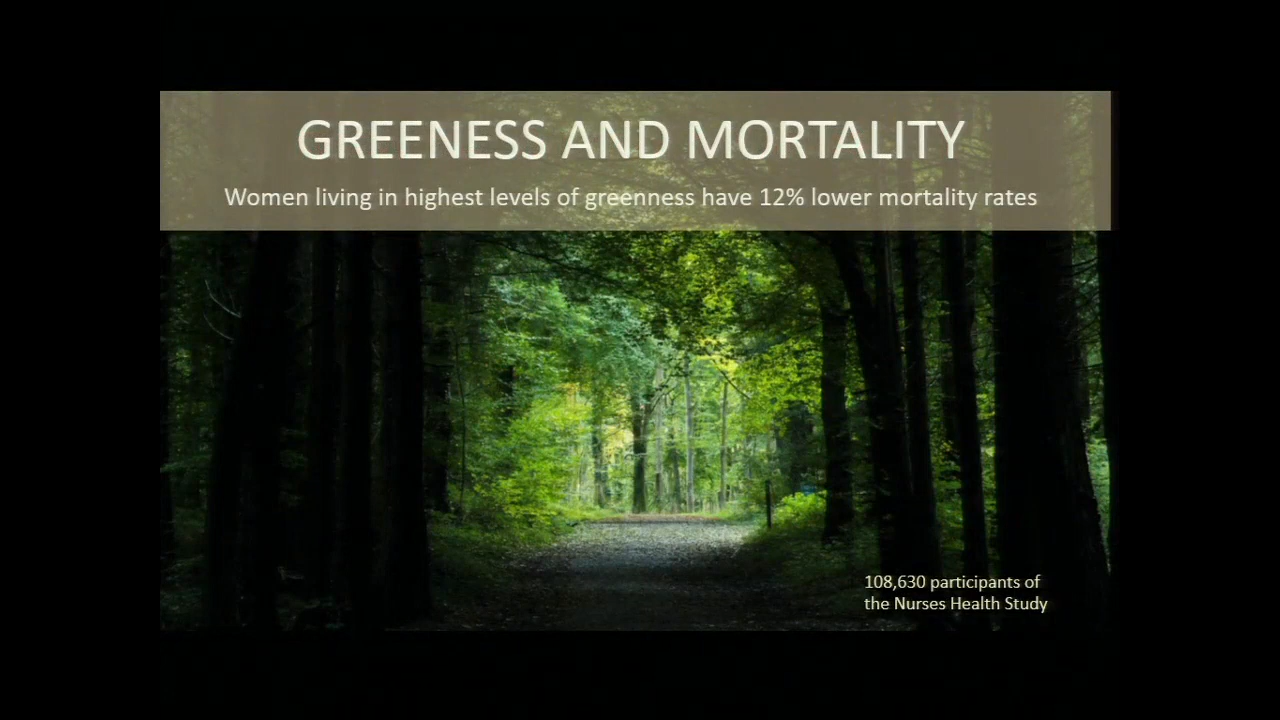 GREENESS AND MORTALITY
Women living in highest levels of greenness have 12% lower mortality rates
108,630 participants of
the Nurses Health Study